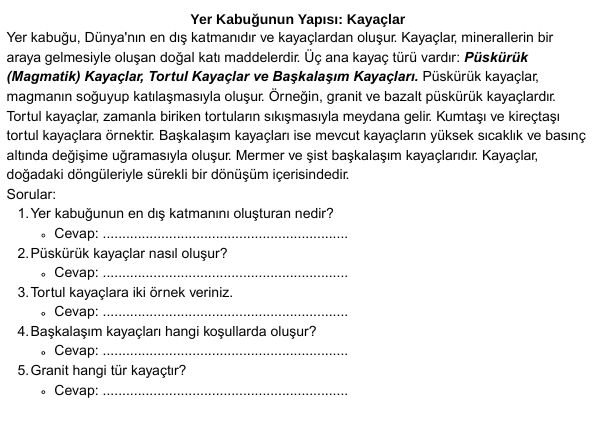 Yer Kabuğunun Yapısı: Kayaçlar
Yer kabuğu, Dünya'nın en dış katmanıdır ve kayaçlardan oluşur. Kayaçlar, minerallerin bir
araya gelmesiyle oluşan doğal katı maddelerdir. Üç ana kayaç türü vardır: Püskürük
(Magmatik) Kayaçlar, Tortul Kayaçlar ve Başkalaşım Kayaçları. Püskürük kayaçlar,
magmanın soğuyup katılaşmasıyla oluşur. Örneğin, granit ve bazalt püskürük kayaçlardır.
Tortul kayaçlar, zamanla biriken tortuların sıkışmasıyla meydana gelir. Kumtaşı ve kireçtaşı
tortul kayaçlara örnektir. Başkalaşım kayaçları ise mevcut kayaçların yüksek sıcaklık ve basınç
altında değişime uğramasıyla oluşur. Mermer ve şist başkalaşım kayaçlarıdır. Kayaçlar,
doğadaki döngüleriyle sürekli bir dönüşüm içerisindedir.
Sorular:
1. Yer kabuğunun en dış katmanını oluşturan nedir?
∘ Cevap: ...............................................................
2. Püskürük kayaçlar nasıl oluşur?
∘ Cevap: ...............................................................
3. Tortul kayaçlara iki örnek veriniz.
∘ Cevap: ...............................................................
4. Başkalaşım kayaçları hangi koşullarda oluşur?
∘ Cevap: ...............................................................
5. Granit hangi tür kayaçtır?
∘ Cevap: ...............................................................